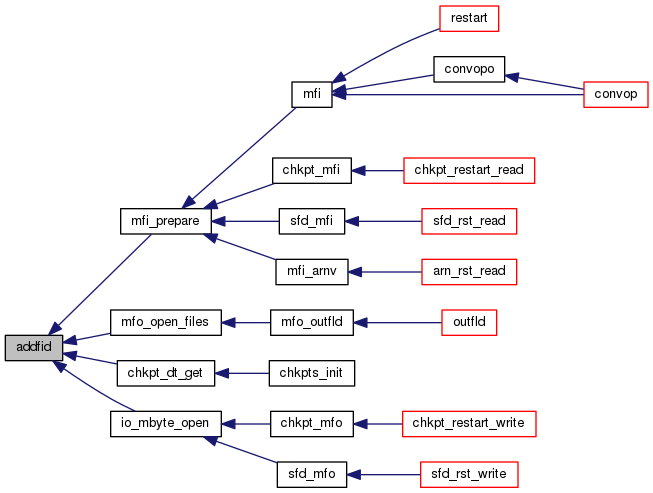 restart
convopo
mfi
convop
chkpt_mfi
chkpt_restart_read
mfi_prepare
sfd_mfi
sfd_rst_read
mfi_arnv
arn_rst_read
mfo_open_files
mfo_outfld
outfld
addfid
chkpt_dt_get
chkpts_init
io_mbyte_open
chkpt_mfo
chkpt_restart_write
sfd_mfo
sfd_rst_write